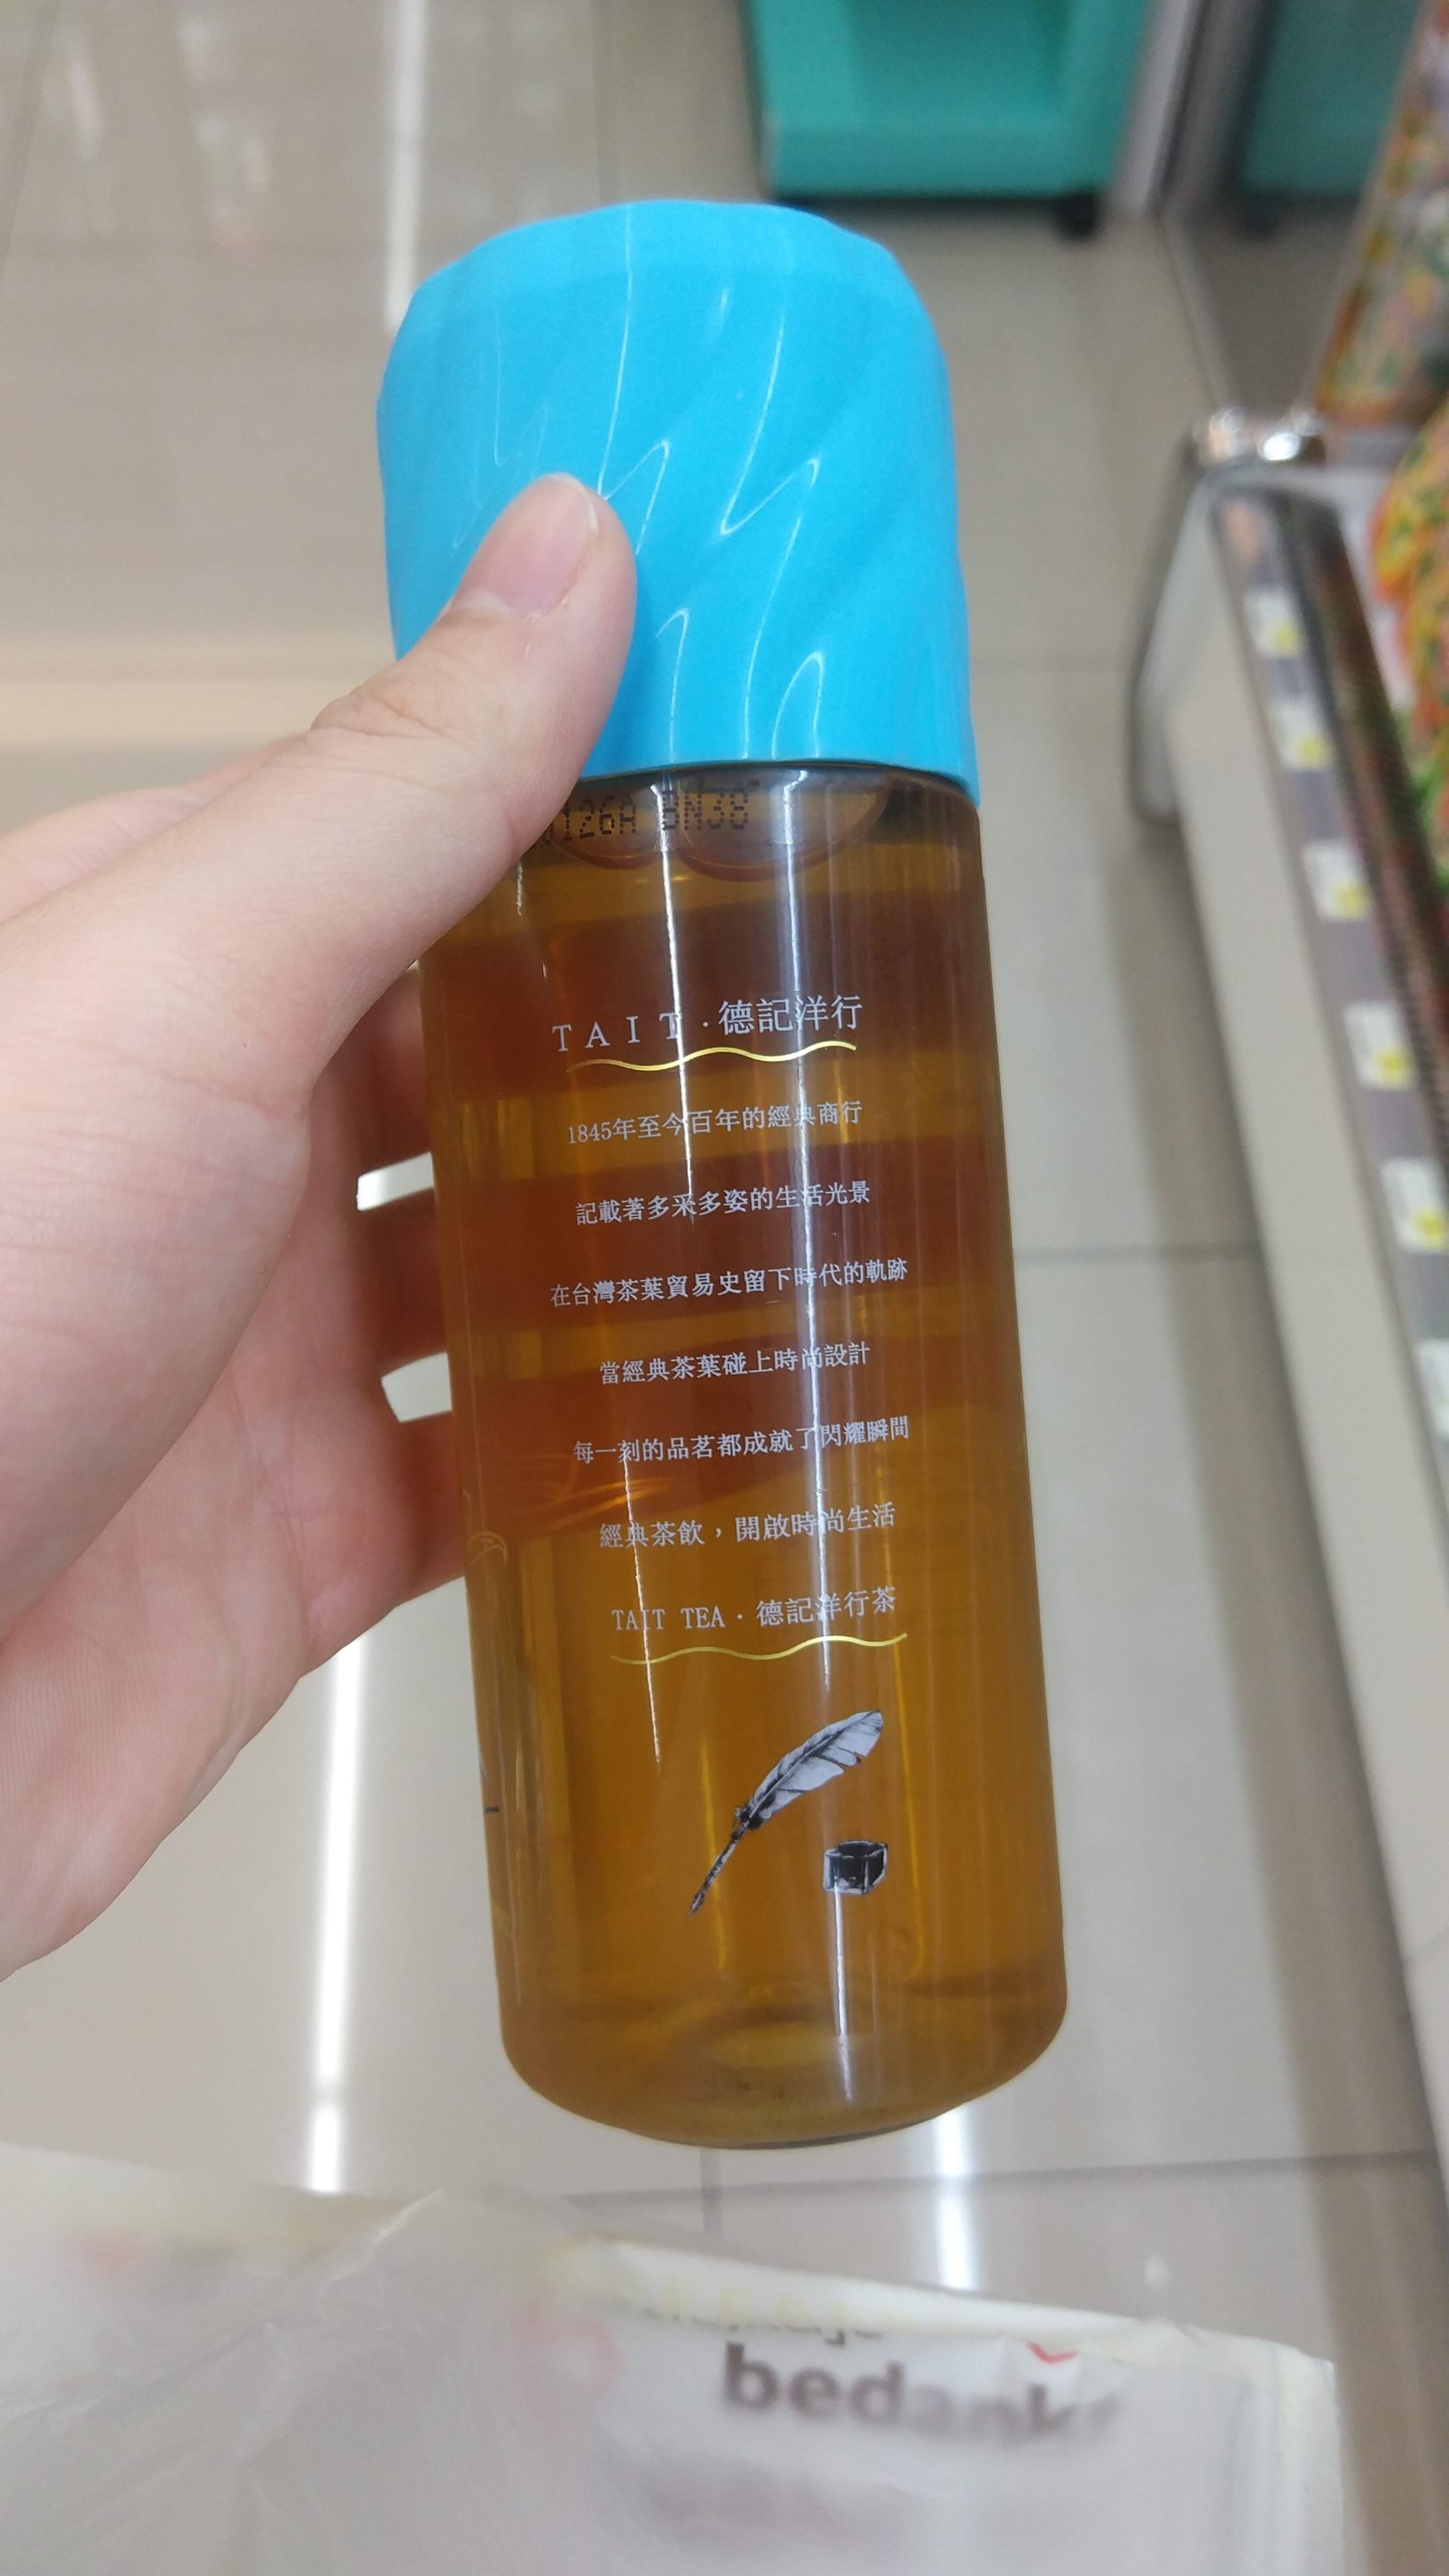 126A BN38
TAIT·德記洋行
1845年至今百年的經典商行
記載著多采多姿的生活光景
在台灣茶葉貿易史留下時代的軌跡
當經典茶葉碰上時尚設計
每一刻的品茗都成就了閃耀瞬間
經典茶飲，開啟時尚生活
TAIT TEA·德記洋行茶
bedankt